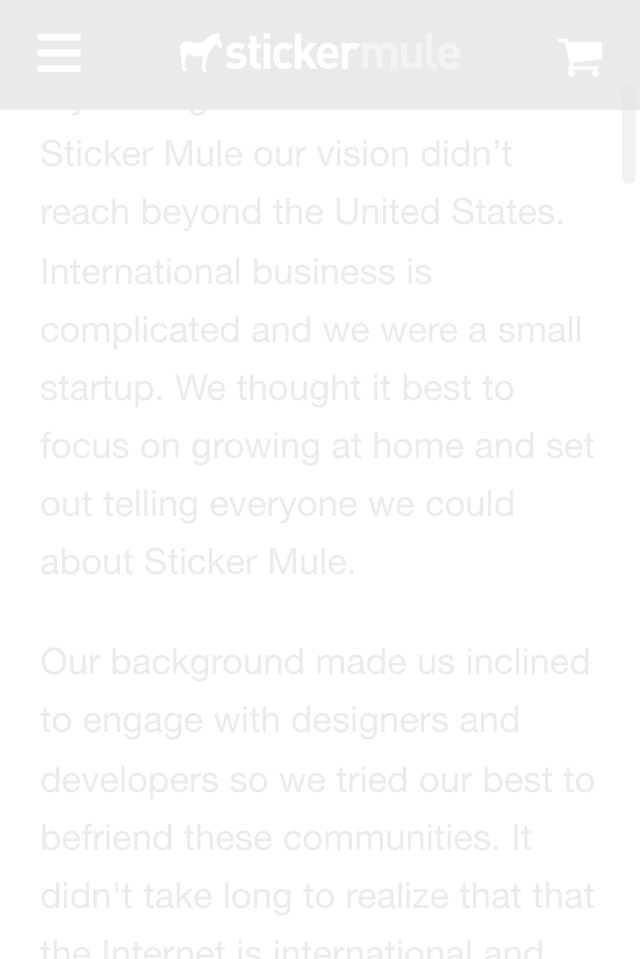 stickermule
Sticker Mule our vision didn’t
reach beyond the United States.
International business is
complicated and we were a small
startup. We thought it best to
focus on growing at home and set
out telling everyone we could
about Sticker Mule.
Our background made us inclined
to engage with designers and
developers so we tried our best to
befriend these communities. It
didn't take long to realize that that
the Internet is international and